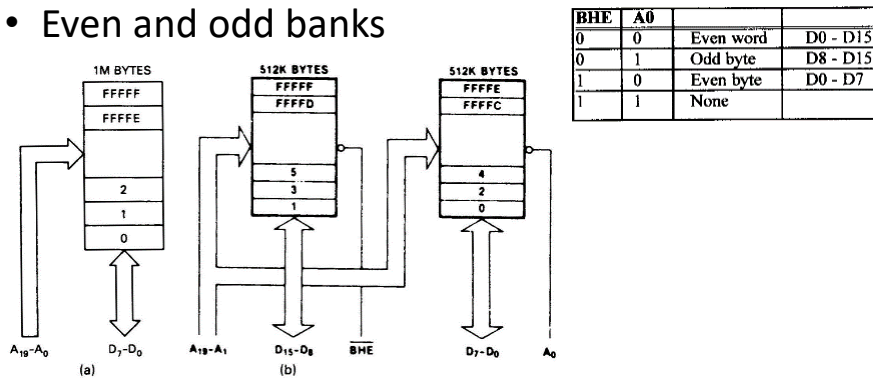 • Even and odd banks
BHE A0
0 0 Even word D0 - D15
0 1 Odd byte D8 - D15
1 0 Even byte D0 - D7
1 1 None
1M BYTES
FFFFF
FFFFE
2
1
0
A19-A0
D7-D0
(a)
512K BYTES
FFFFF
FFFFD
5
3
1
A19-A1
D15-D8
BHE
(b)
512K BYTES
FFFFE
FFFFC
4
2
0
D7-D0
A0